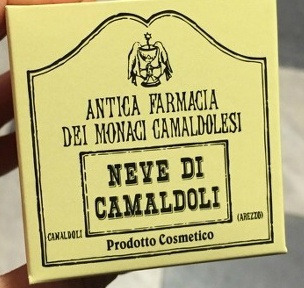 ANTICA FARMACIA
DEI MONACI CAMALDOLESI
NEVE DI
CAMALDOLI
CAMALDOLI (AREZZO)
Prodotto Cosmetico